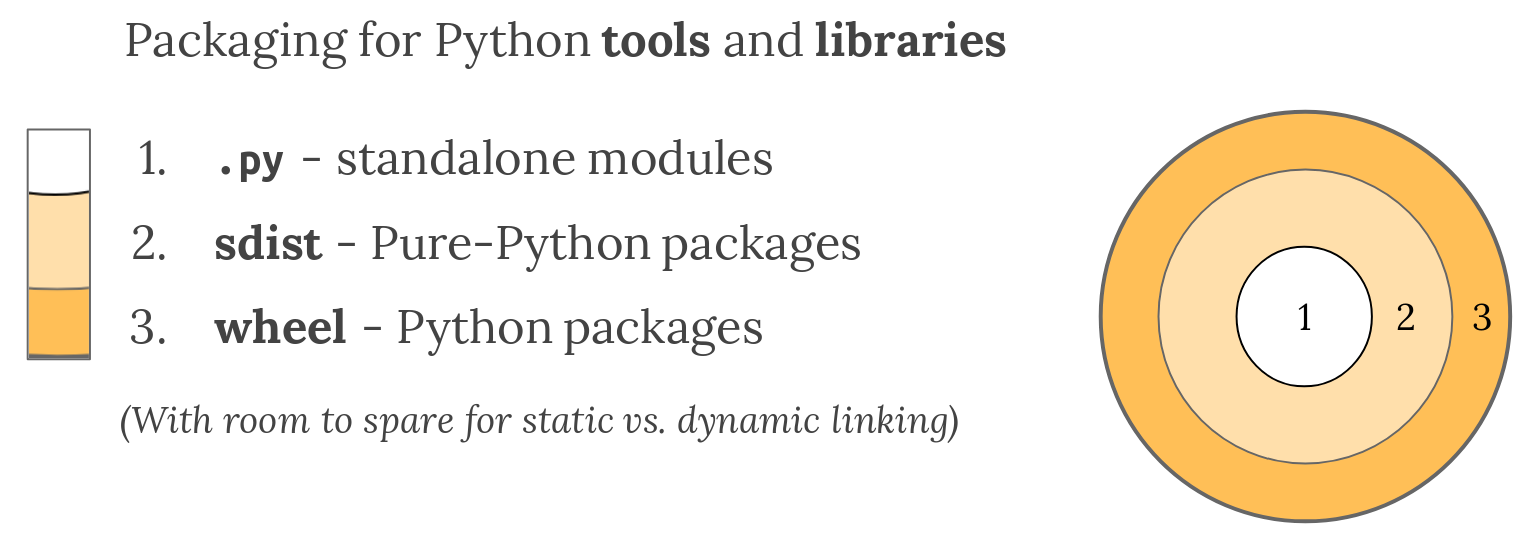 Packaging for Python tools and libraries
1. .py - standalone modules
2. sdist - Pure-Python packages
3. wheel - Python packages
(With room to spare for static vs. dynamic linking)
1 2 3